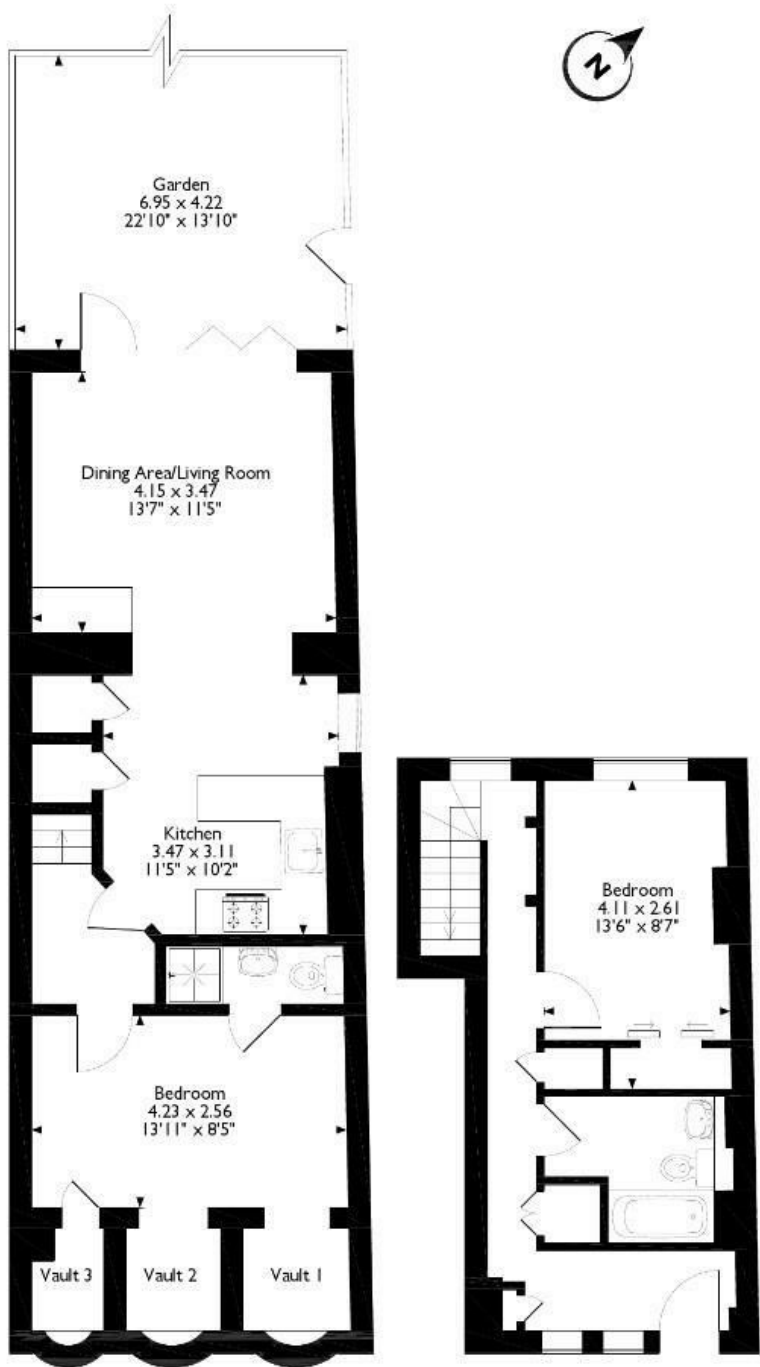 N
Garden
6.95 x 4.22
22'10" x 13'10"
Dining Area/Living Room
4.15 x 3.47
13'7" x 11'5"
Kitchen
3.47 x 3.11
11'5" x 10'2"
Bedroom
4.11 x 2.61
13'6" x 8'7"
Bedroom
4.23 x 2.56
13'11" x 8'5"
Vault 3
Vault 2
Vault 1